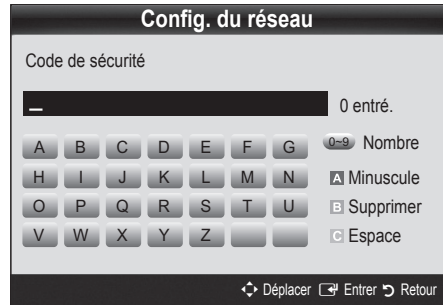 Config. du réseau
Code de sécurité
_ 0 entré.
A B C D E F G 0~9 Nombre
H I J K L M N A Minuscule
O P Q R S T U B Supprimer
V W X Y Z C Espace
Déplacer Entrer Retour